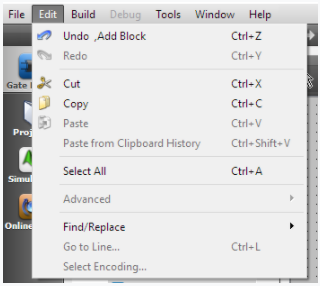 File Edit Build Debug Tools Window Help
Undo ,Add Block Ctrl+Z
Redo Ctrl+Y
Cut Ctrl+X
Copy Ctrl+C
Paste Ctrl+V
Paste from Clipboard History Ctrl+Shift+V
Select All Ctrl+A
Advanced
Find/Replace
Go to Line... Ctrl+L
Select Encoding...
Gate
Proj
Simul
Online